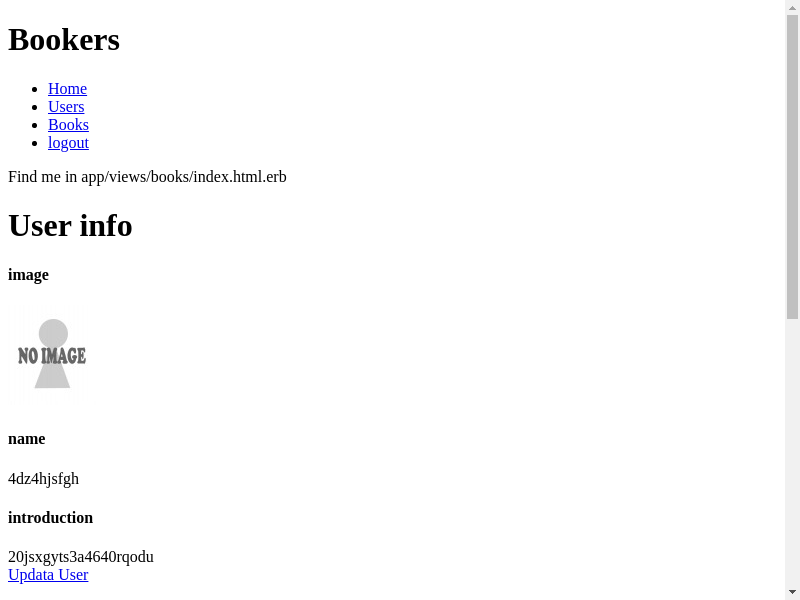 Bookers
Home
Users
Books
logout
Find me in app/views/books/index.html.erb
User info
image
NO IMAGE
name
4dz4hjsfgh
introduction
20jsxgyts3a4640rqodu
Updata User